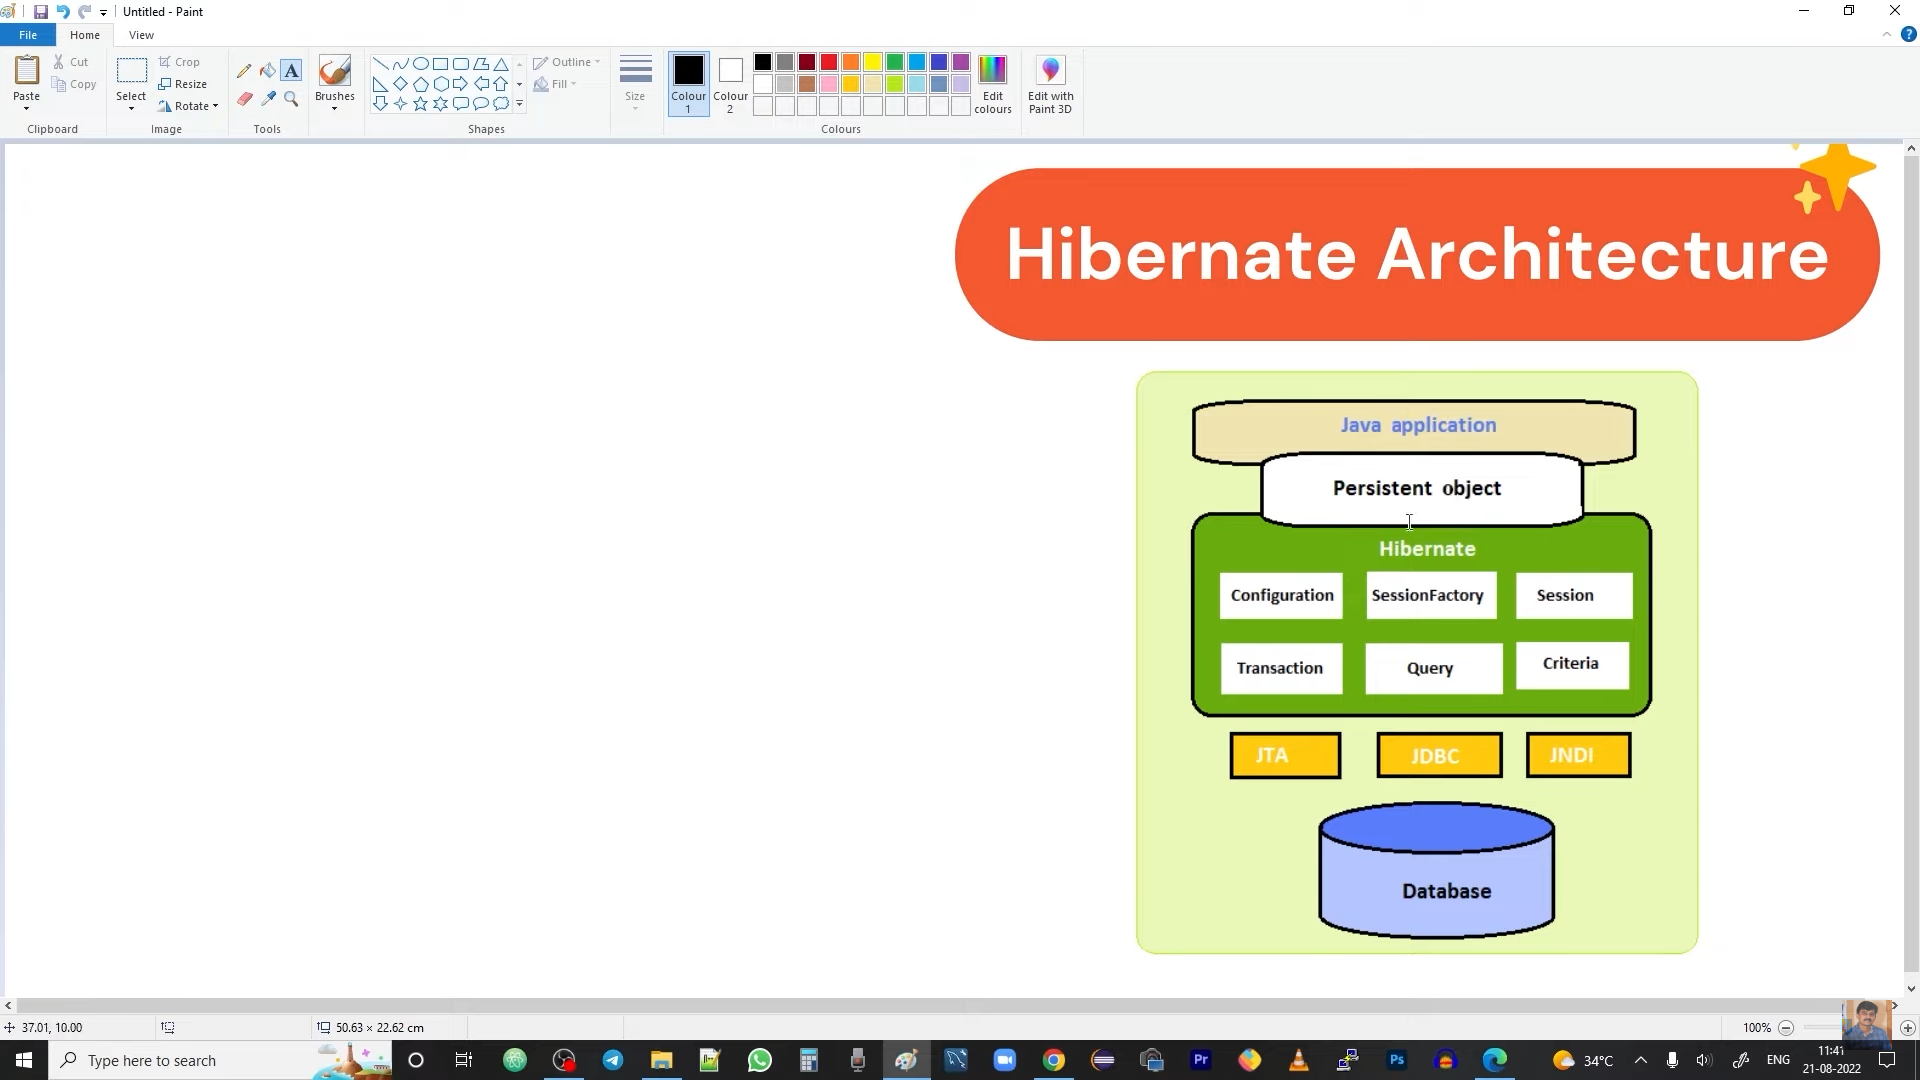 Untitled - Paint
File Home View
Paste
Cut
Copy
Clipboard
Select
Crop
Resize
Rotate
Image
Tools
Brushes
Shapes
Outline
Fill
Size
Colour 1
Colour 2
Edit colours
Colours
Edit with Paint 3D
Hibernate Architecture
Java application
Persistent object
Hibernate
Configuration SessionFactory Session
Transaction Query Criteria
JTA JDBC JNDI
Database
37.01, 10.00
50.63 × 22.62 cm
100%
Type here to search
Pr
Ps
34°C
ENG
11:41
21-08-2022